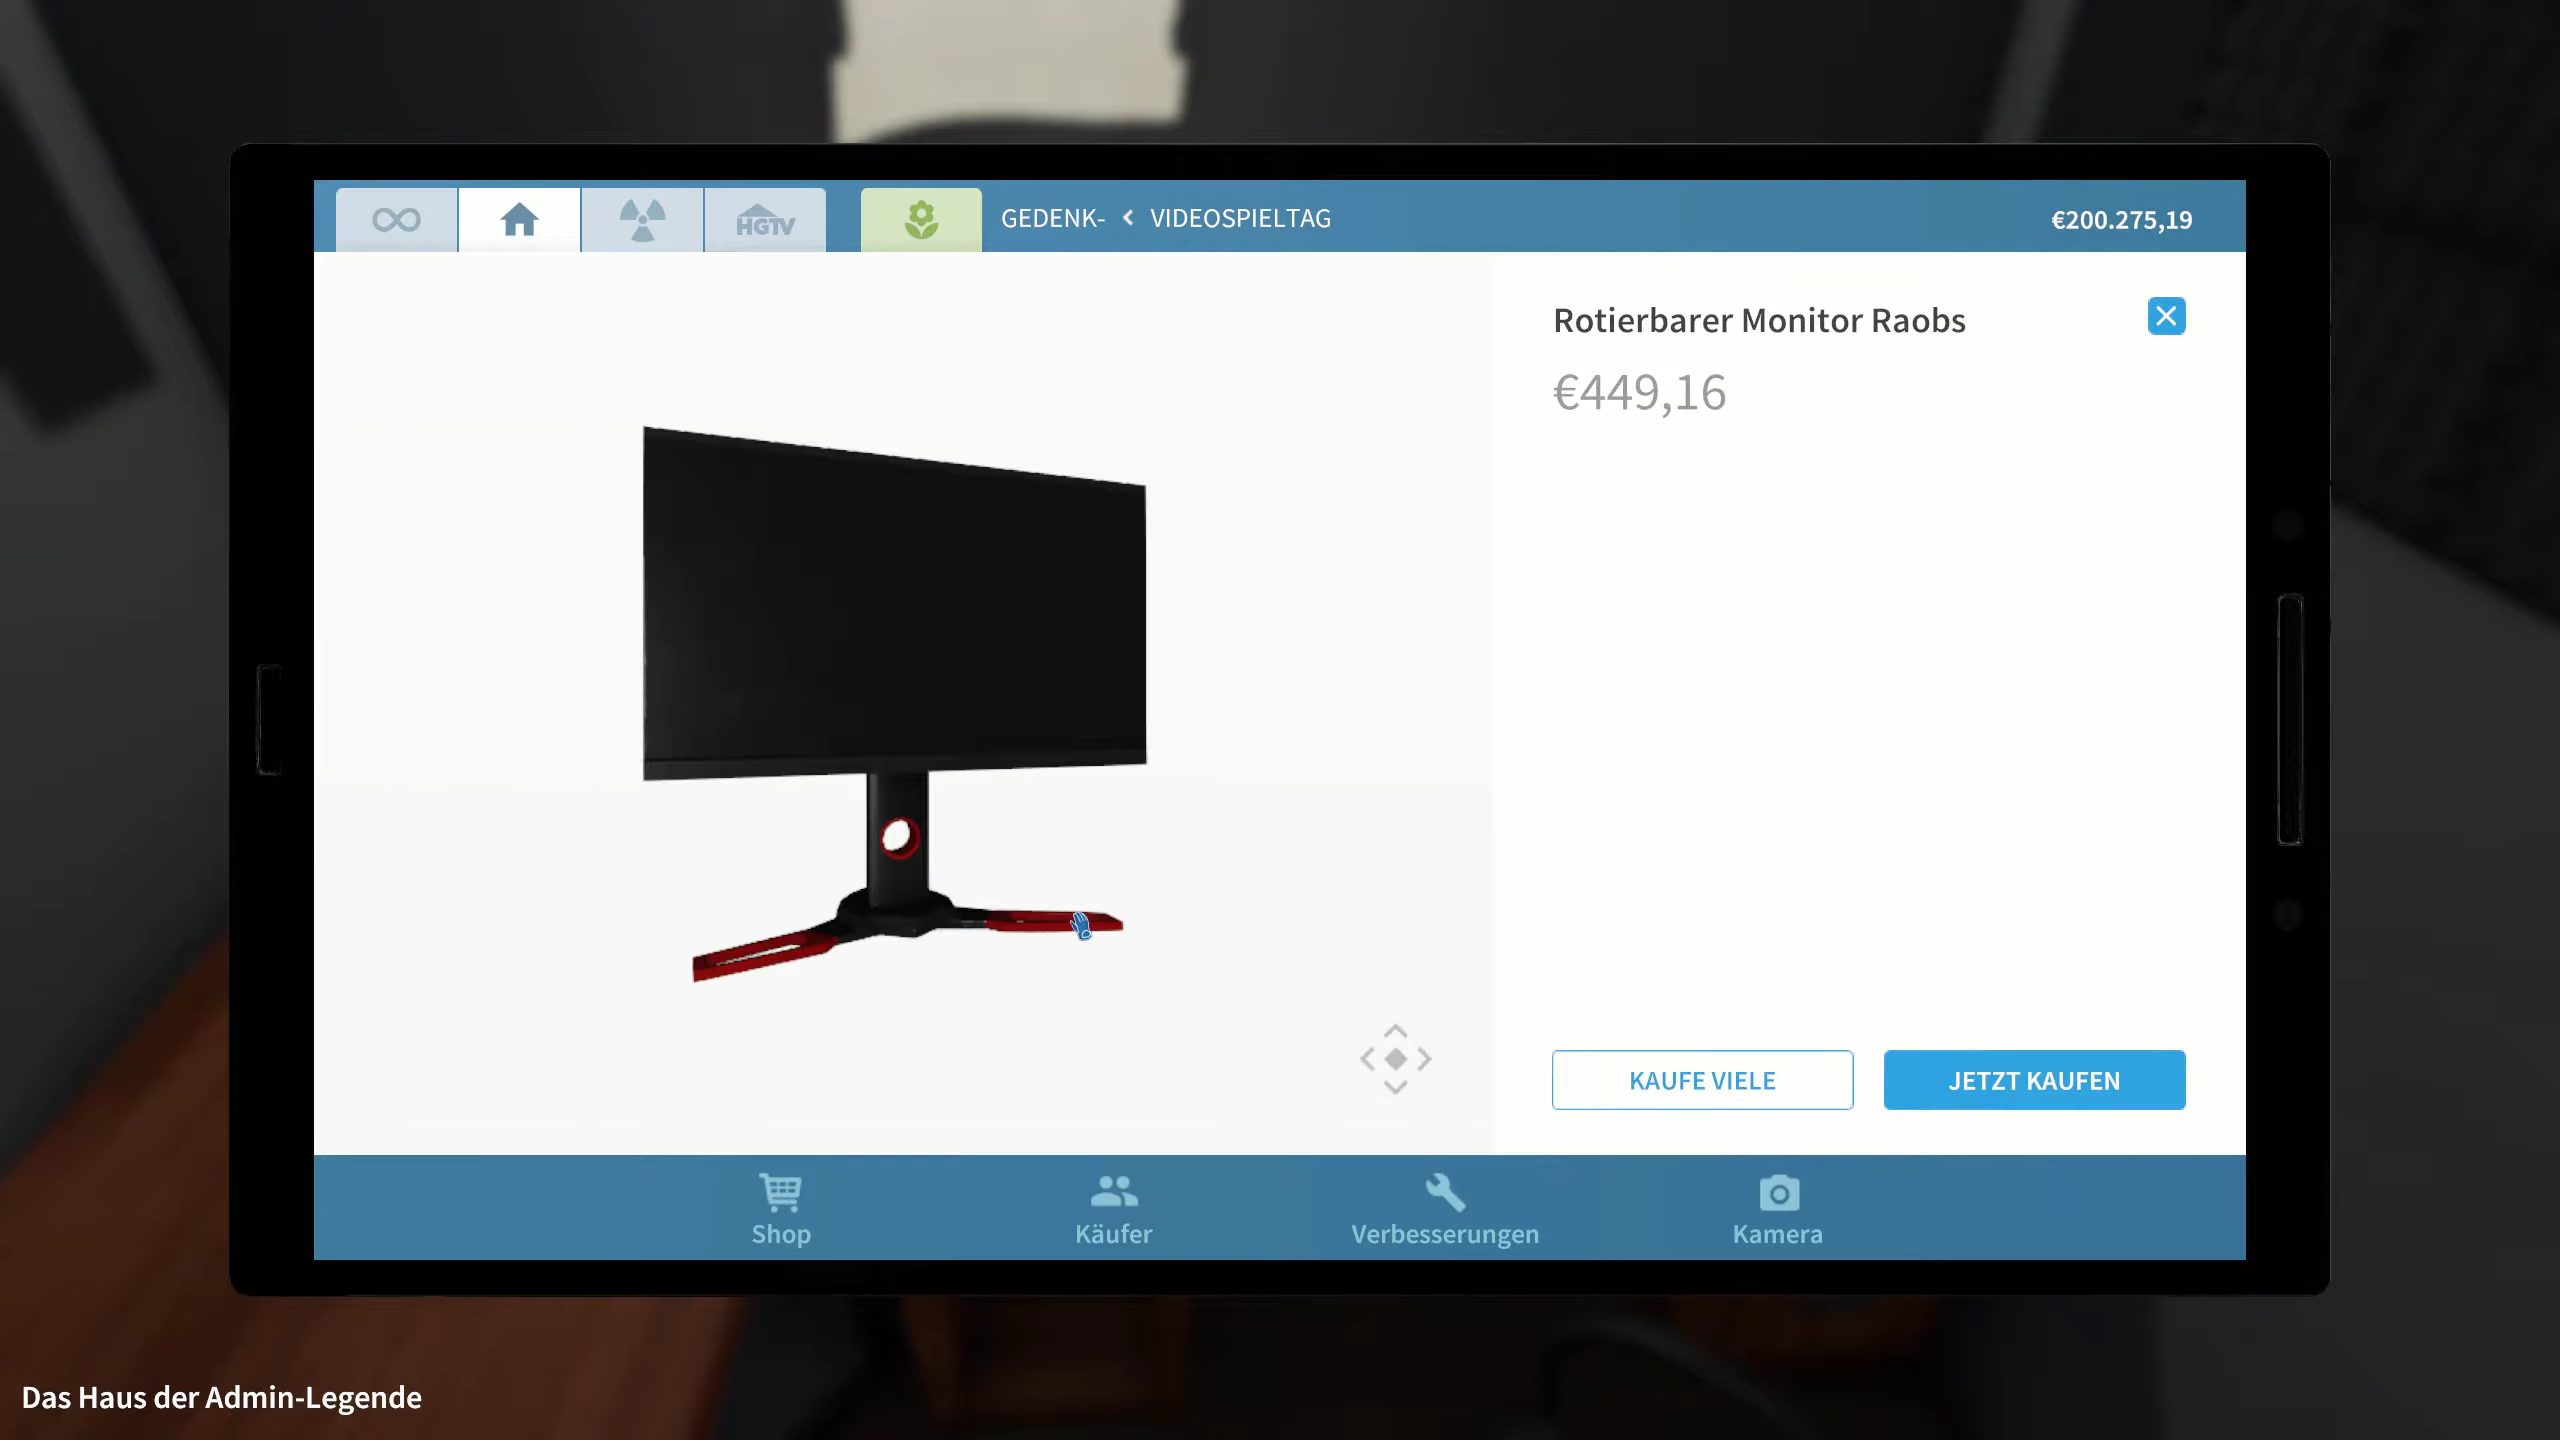 HGTV
GEDENK- < VIDEOSPIELTAG
€200.275,19
Rotierbarer Monitor Raobs
€449,16
KAUFE VIELE
JETZT KAUFEN
Shop
Käufer
Verbesserungen
Kamera
Das Haus der Admin-Legende